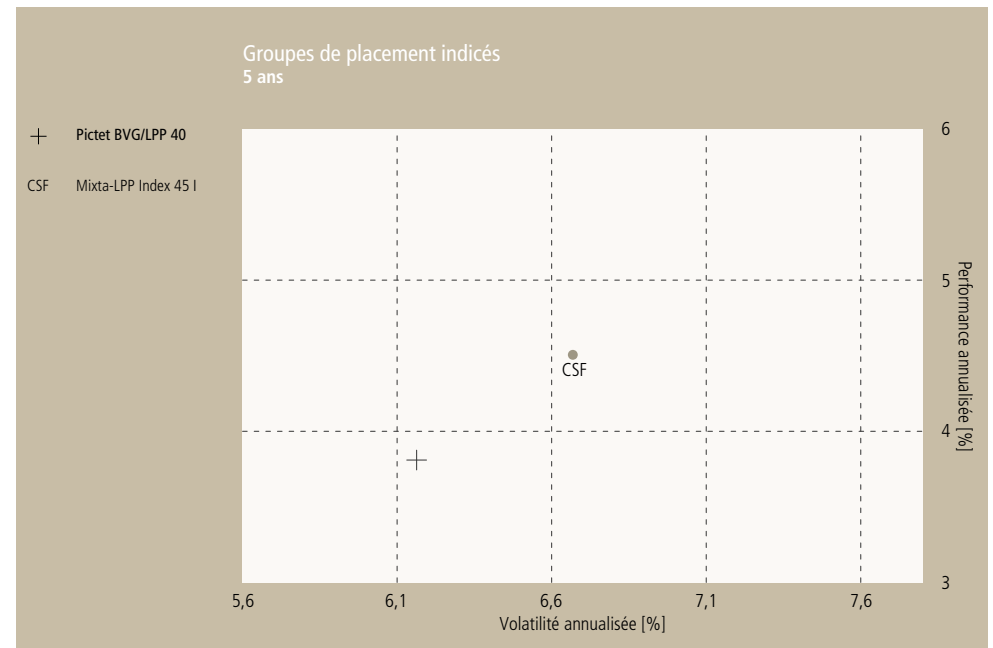 Groupes de placement indicés
5 ans
Pictet BVG/LPP 40
CSF Mixta-LPP Index 45 I
6
5
4
3
Performance annualisée [%]
CSF
5,6 6,1 6,6 7,1 7,6
Volatilité annualisée [%]